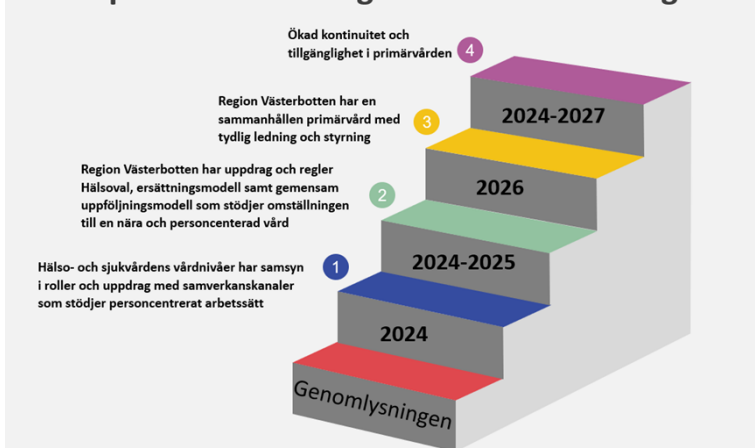 Ökad kontinuitet och
tillgänglighet i primärvården
4
2024-2027
Region Västerbotten har en
sammanhållen primärvård med
tydlig ledning och styrning
3
2026
Region Västerbotten har uppdrag och regler
Hälsoval, ersättningsmodell samt gemensam
uppföljningsmodell som stödjer omställningen
till en nära och personcenterad vård
2
2024-2025
Hälso- och sjukvårdens vårdnivåer har samsyn
i roller och uppdrag med samverkanskanaler
som stödjer personcentrerat arbetssätt
1
2024
Genomlysningen